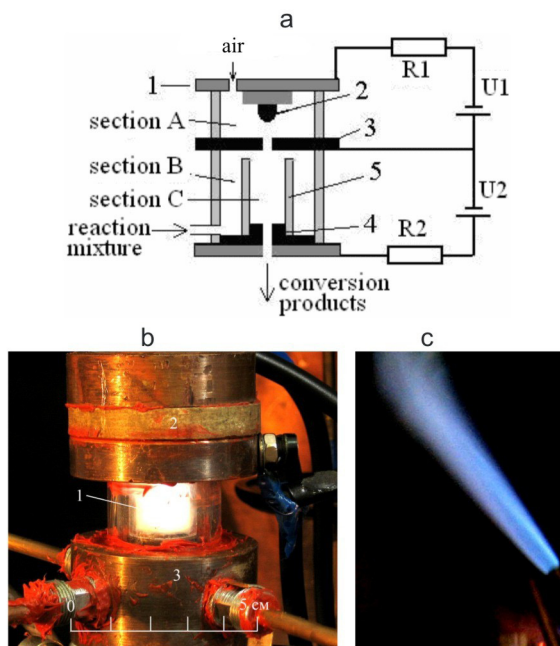 a
air
1
R1
2
U1
section A
3
section B
5
section C
U2
4
reaction
mixture
R2
conversion
products
b
c
2
1
3
0
5 см